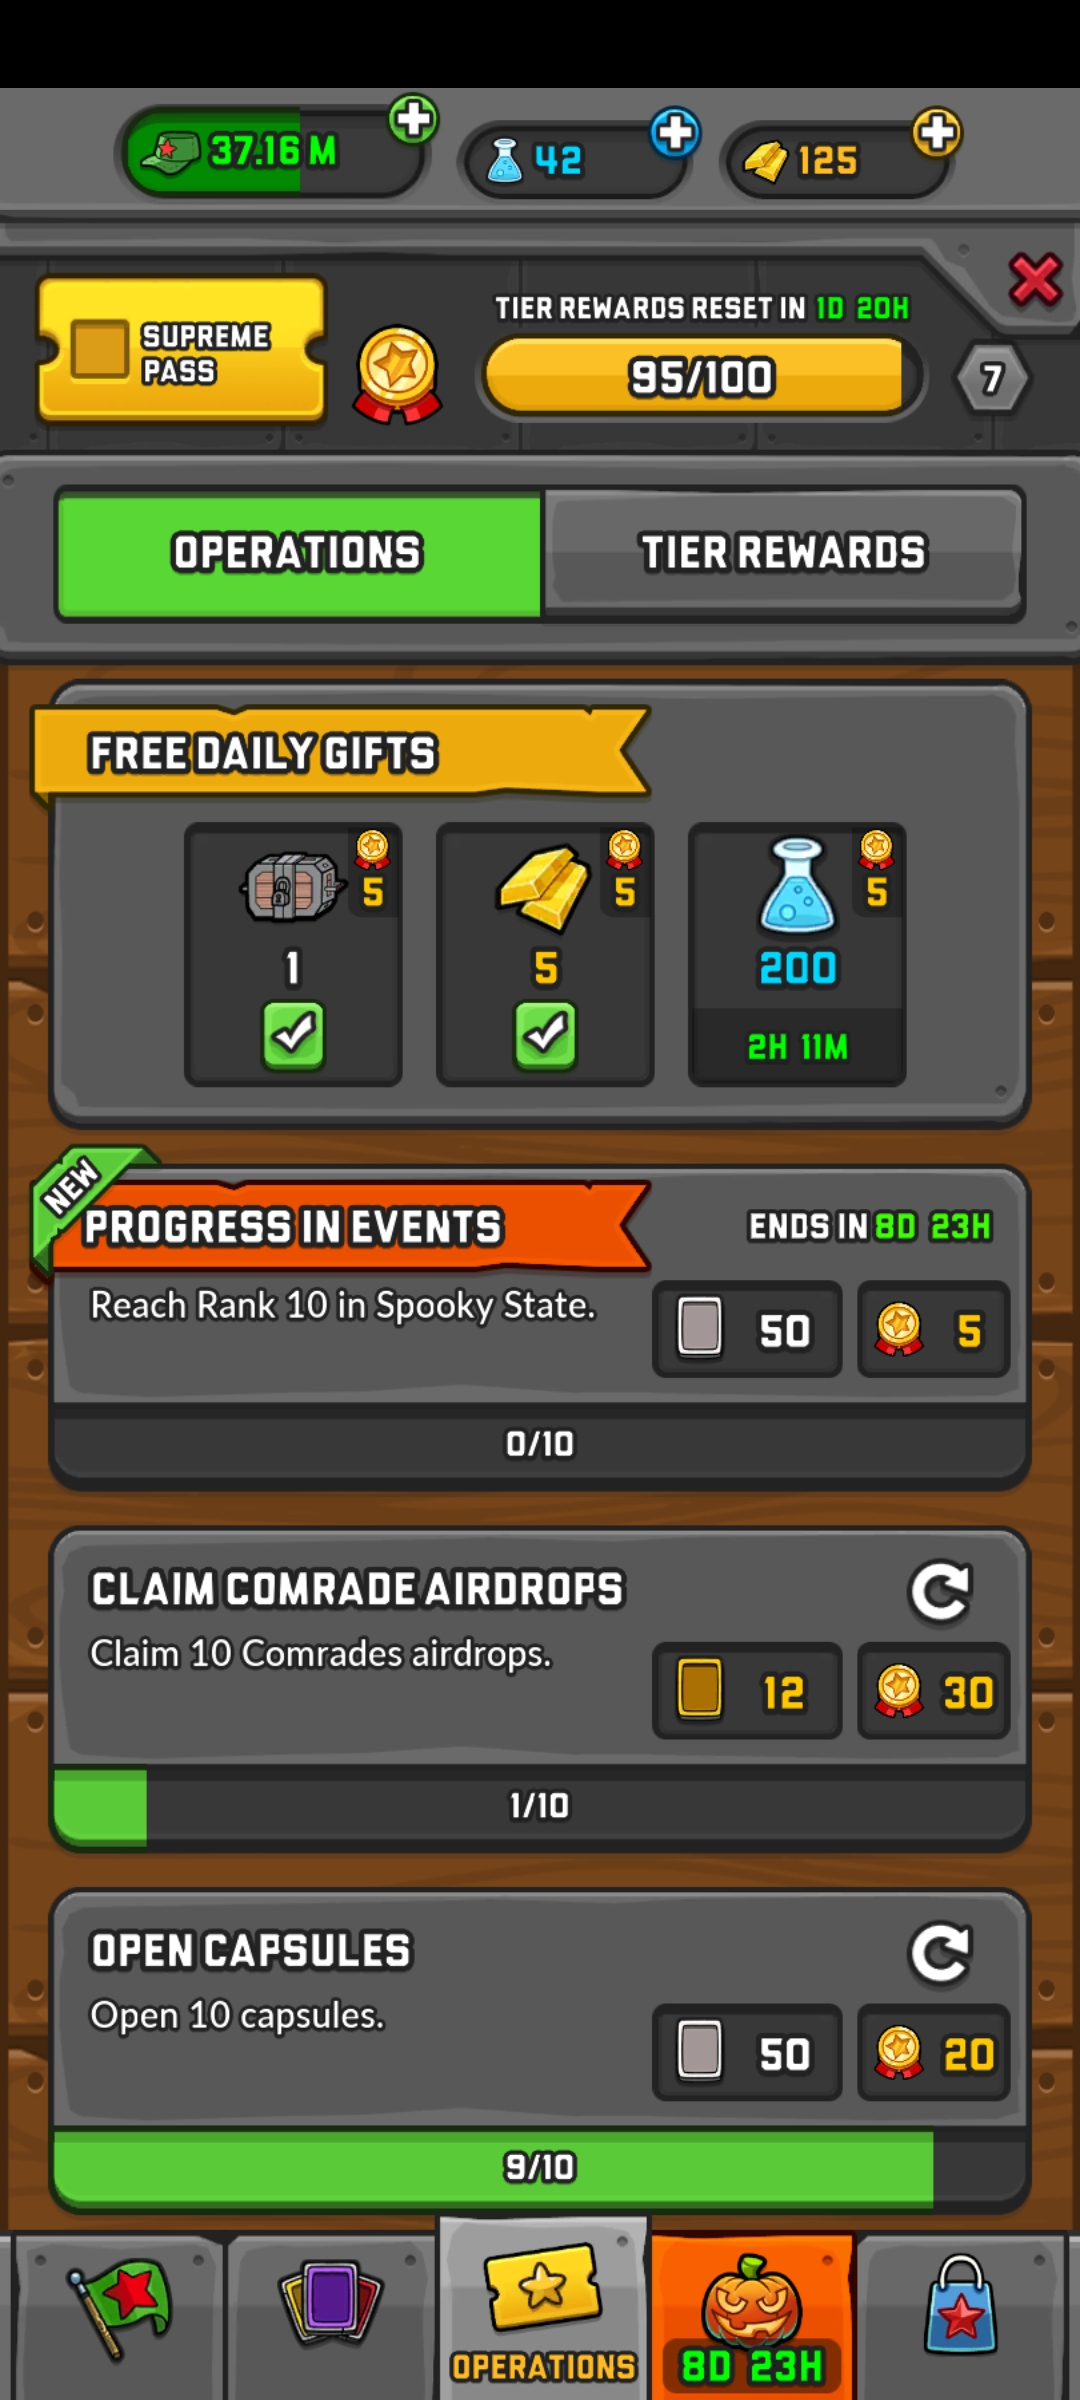 37.16 M
42
125
SUPREME
PASS
TIER REWARDS RESET IN 1D 20H
95/100
7
OPERATIONS
TIER REWARDS
FREE DAILY GIFTS
5
5
5
1
5
200
2H 11M
NEW
PROGRESS IN EVENTS
ENDS IN 8D 23H
Reach Rank 10 in Spooky State.
50
5
0/10
CLAIM COMRADE AIRDROPS
Claim 10 Comrades airdrops.
12
30
1/10
OPEN CAPSULES
Open 10 capsules.
50
20
9/10
OPERATIONS
8D 23H